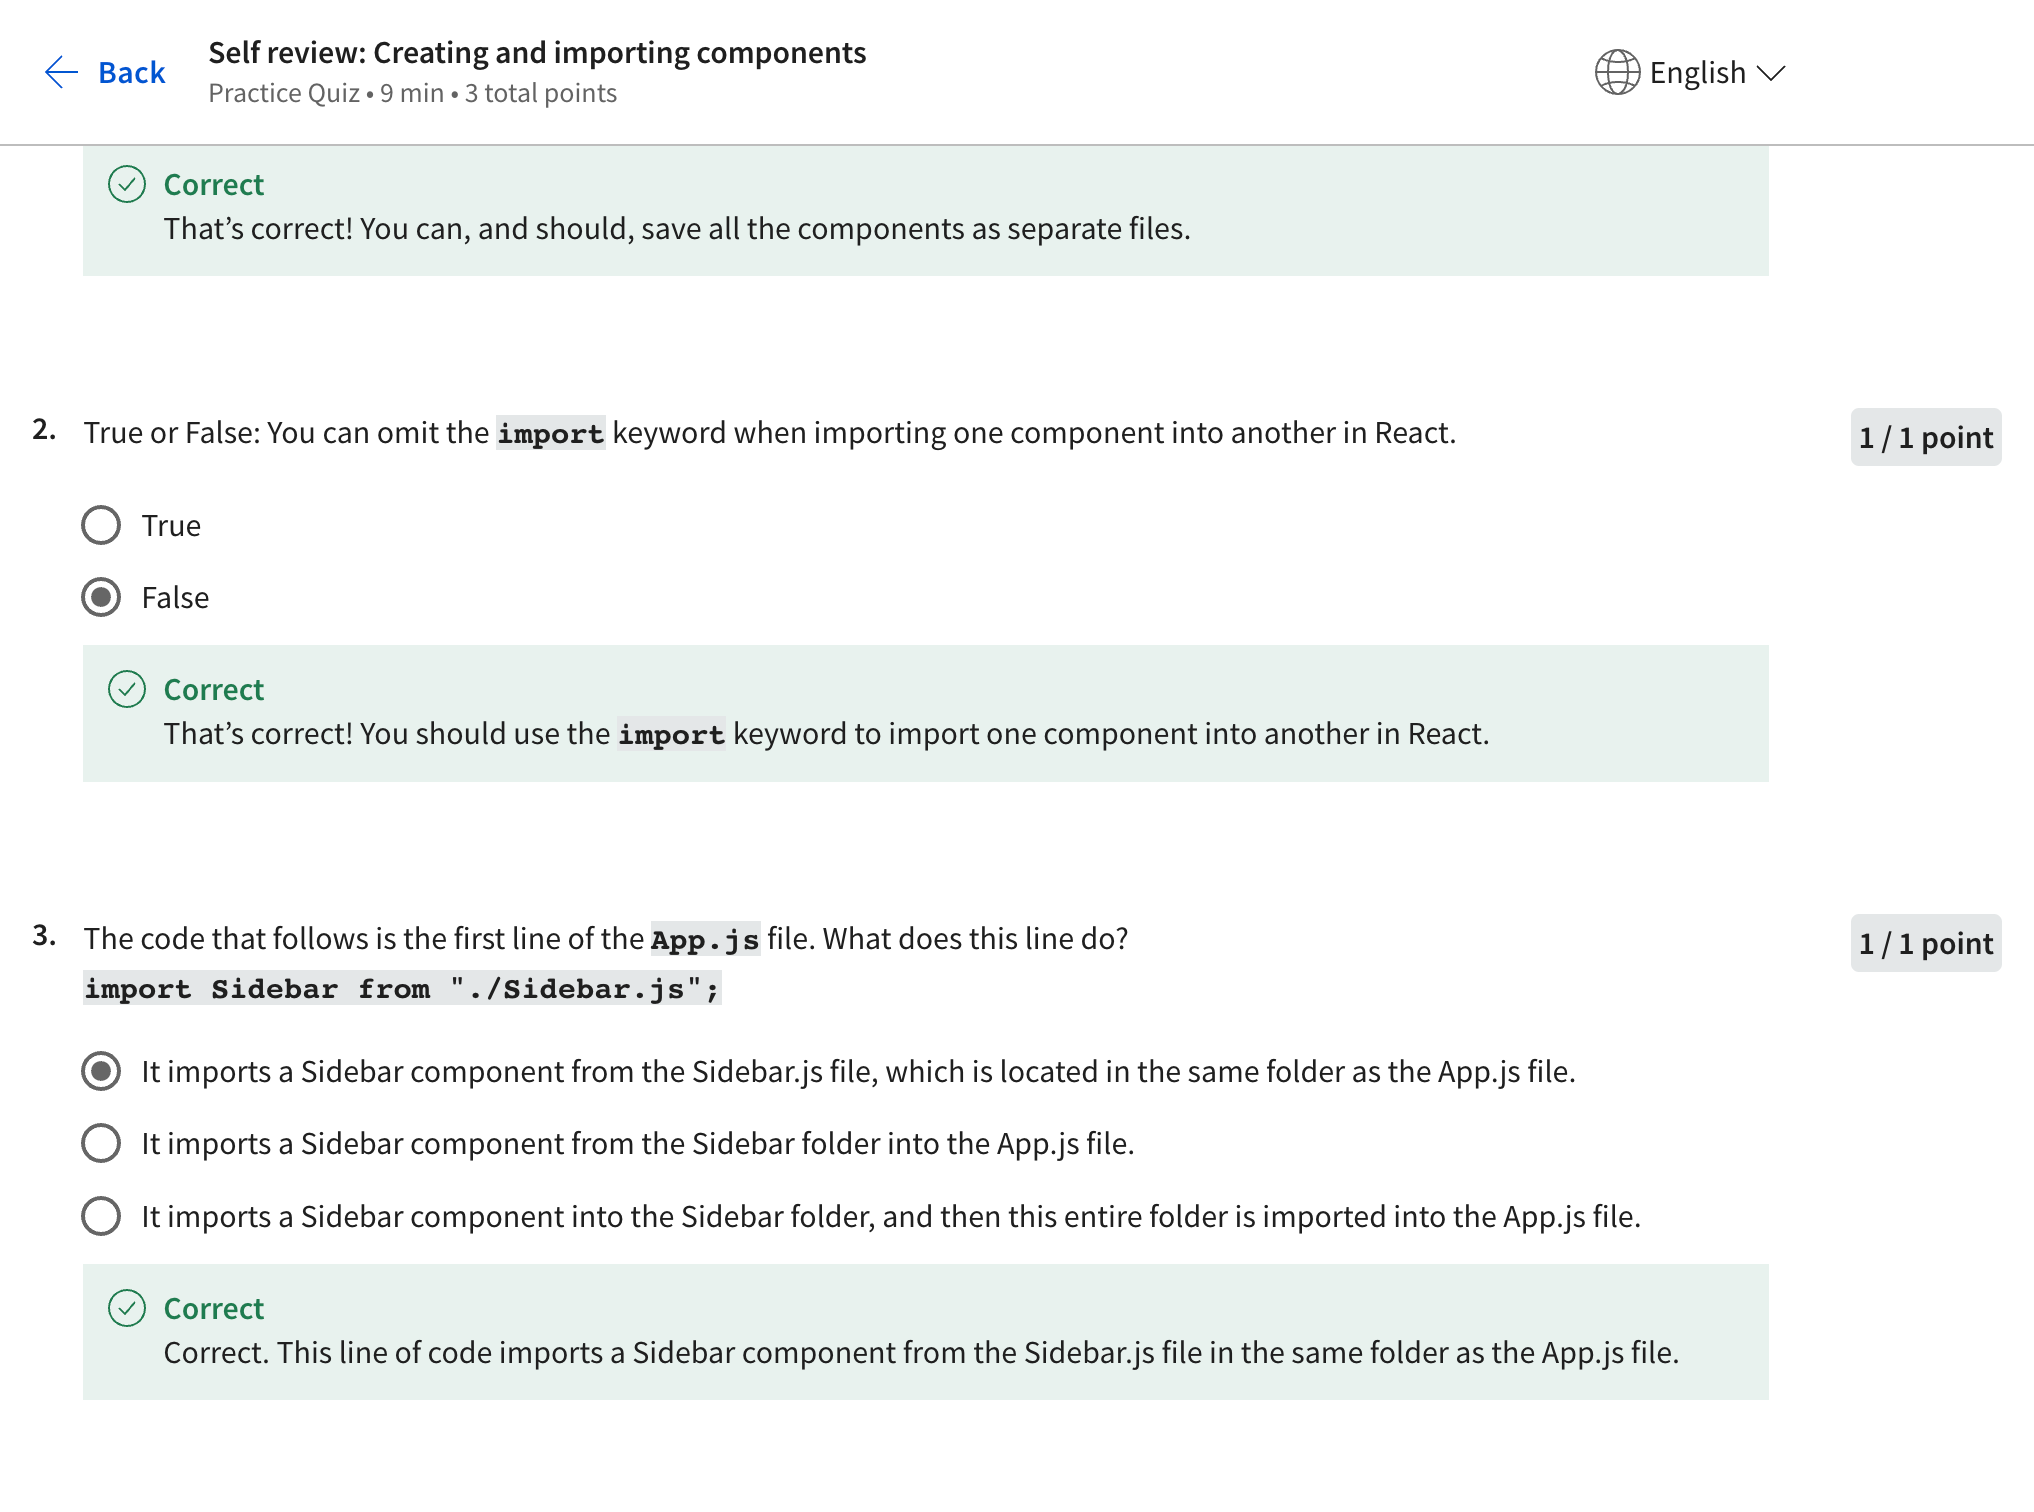 Back
Self review: Creating and importing components
Practice Quiz • 9 min • 3 total points
English
Correct
That’s correct! You can, and should, save all the components as separate files.
2. True or False: You can omit the import keyword when importing one component into another in React.
1 / 1 point
True
False
Correct
That’s correct! You should use the import keyword to import one component into another in React.
3. The code that follows is the first line of the App.js file. What does this line do?
1 / 1 point
import Sidebar from "./Sidebar.js";
It imports a Sidebar component from the Sidebar.js file, which is located in the same folder as the App.js file.
It imports a Sidebar component from the Sidebar folder into the App.js file.
It imports a Sidebar component into the Sidebar folder, and then this entire folder is imported into the App.js file.
Correct
Correct. This line of code imports a Sidebar component from the Sidebar.js file in the same folder as the App.js file.